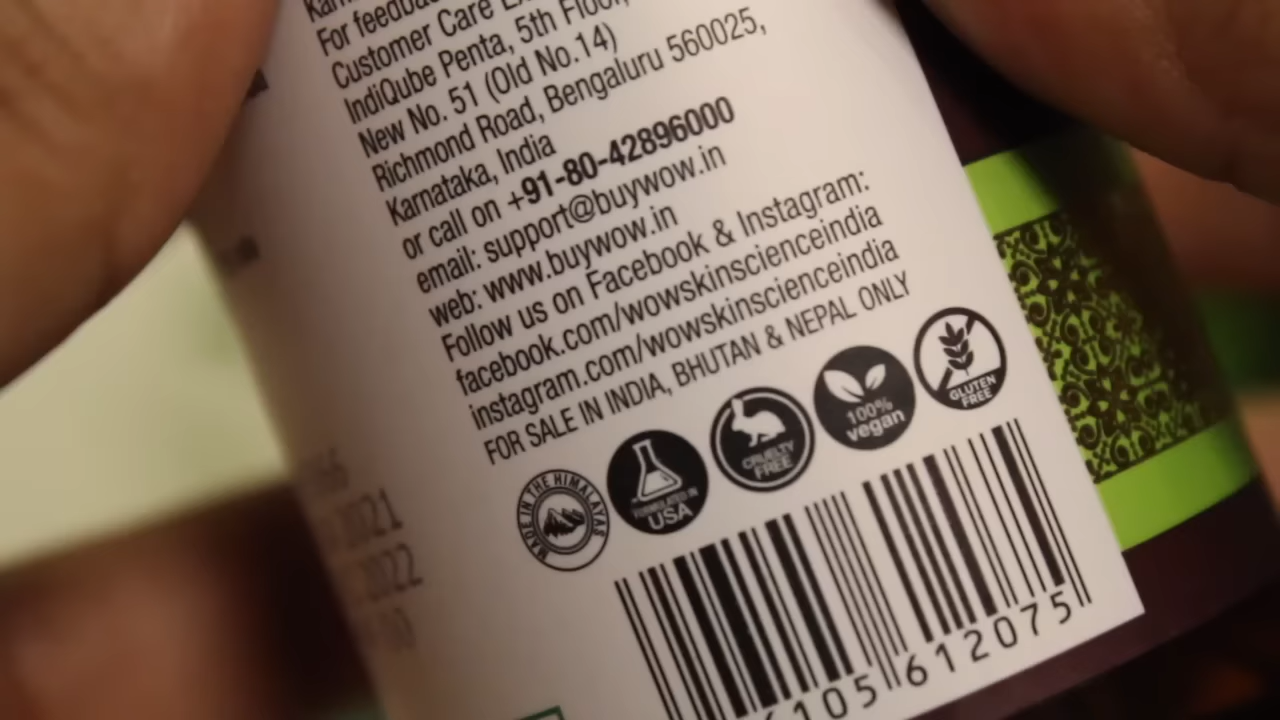 For feedba
Customer Care Ex
IndiQube Penta, 5th Floor,
New No. 51 (Old No.14)
Richmond Road, Bengaluru 560025,
Karnataka, India
or call on +91-80-42896000
email: support@buywow.in
web: www.buywow.in
Follow us on Facebook & Instagram:
facebook.com/wowskinscienceindia
instagram.com/wowskinscienceindia
FOR SALE IN INDIA, BHUTAN & NEPAL ONLY
MADE IN THE HIMALAYAS
FORMULATED IN
USA
CRUELTY
FREE
100%
vegan
GLUTEN
FREE
2021
2022
6105 612075